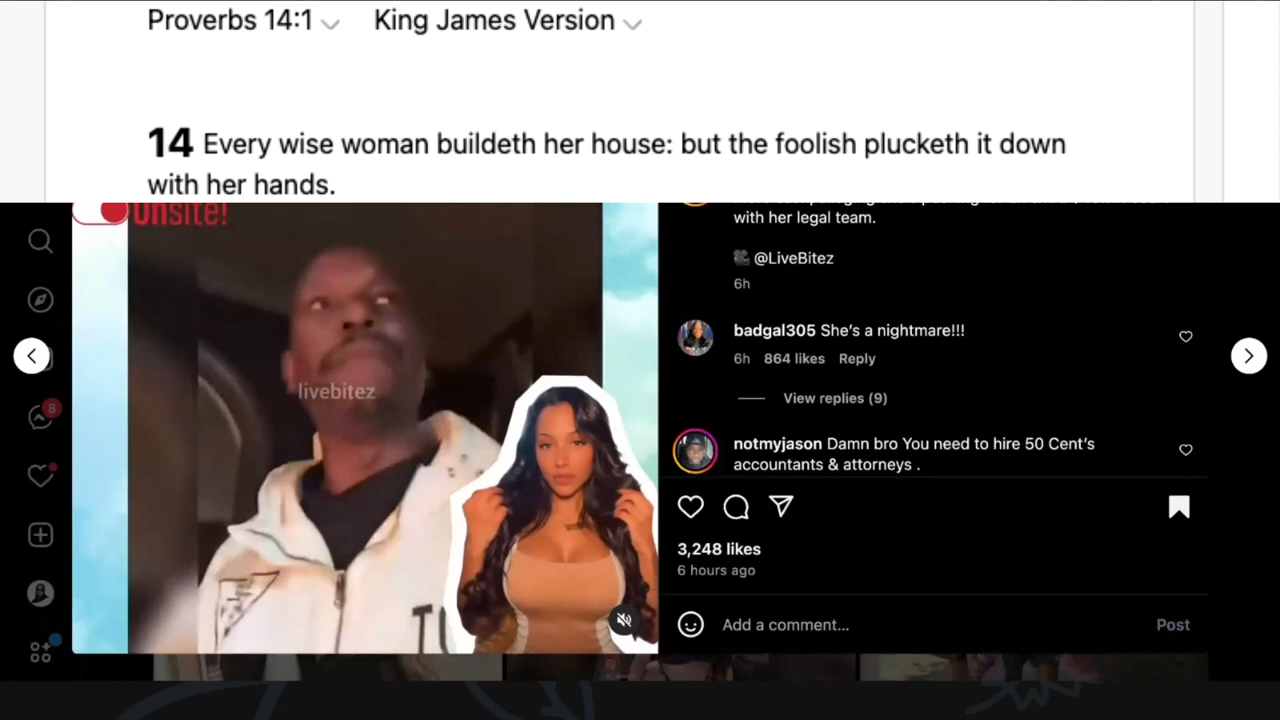 Proverbs 14:1
King James Version
14 Every wise woman buildeth her house: but the foolish plucketh it down
with her hands.
Unsite!
livebitez
with her legal team.
@LiveBitez
6h
badgal305 She's a nightmare!!!
6h 864 likes Reply
View replies (9)
notmyjason Damn bro You need to hire 50 Cent's
accountants & attorneys .
3,248 likes
6 hours ago
Add a comment...
Post
8